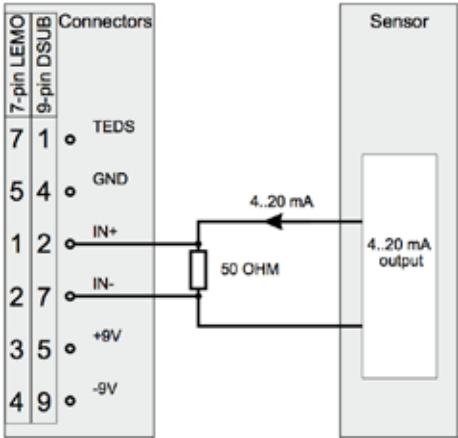 7-pin LEMO
9-pin DSUB
Connectors
Sensor
7 1 TEDS
5 4 GND
4..20 mA
1 2 IN+
4..20 mA
output
50 OHM
2 7 IN-
3 5 +9V
4 9 -9V